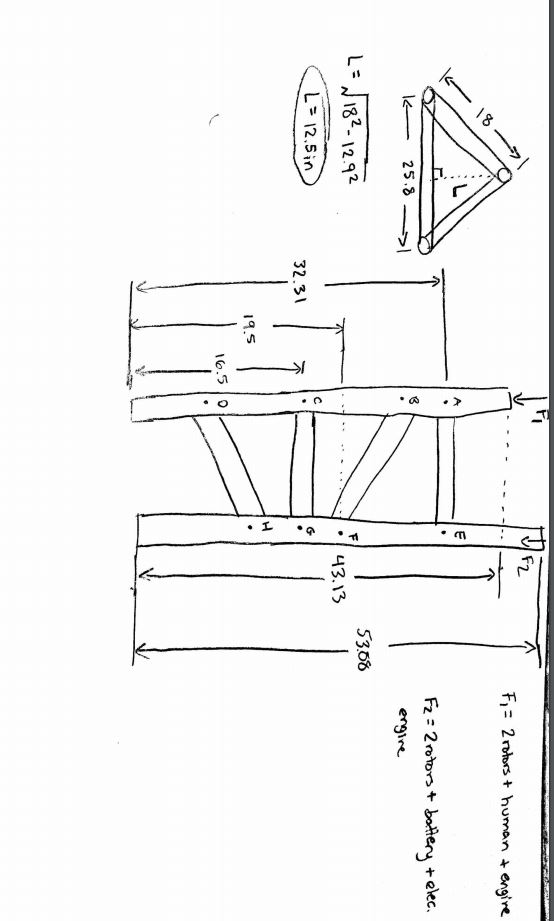 18
L
25.8
L = √18² - 12.9²
L = 12.5in
F₁
F₂
A
B
C
D
E
F
G
H
32.31
19.5
16.5
43.13
53.08
F₁ = 2 rotors + human + engine
F₂ = 2 rotors + battery + elec.
engine